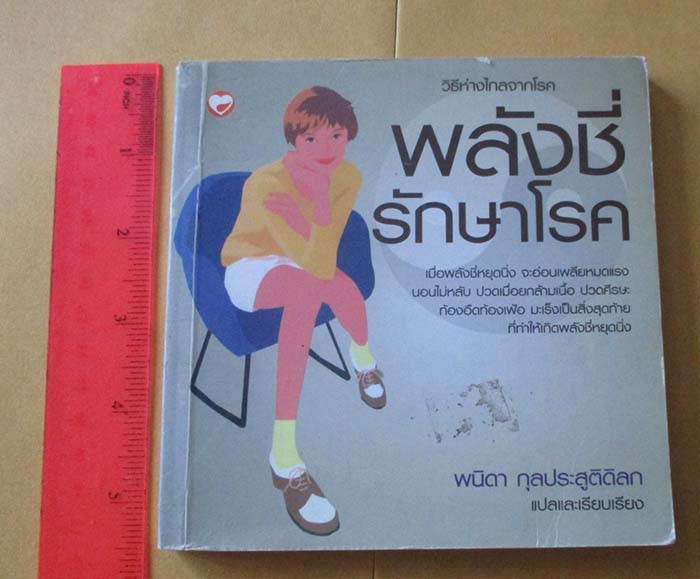 0
INCH
1
2
3
4
5
วิธีห่างไกลจากโรค
พลังชี่
รักษาโรค
เมื่อพลังชี่หยุดนิ่ง จะอ่อนเพลียหมดแรง
นอนไม่หลับ ปวดเมื่อยกล้ามเนื้อ ปวดศีรษะ
ท้องอืดท้องเฟ้อ มะเร็งเป็นสิ่งสุดท้าย
ที่ทำให้เกิดพลังชี่หยุดนิ่ง
พนิดา กุลประสูติดิลก
แปลและเรียบเรียง